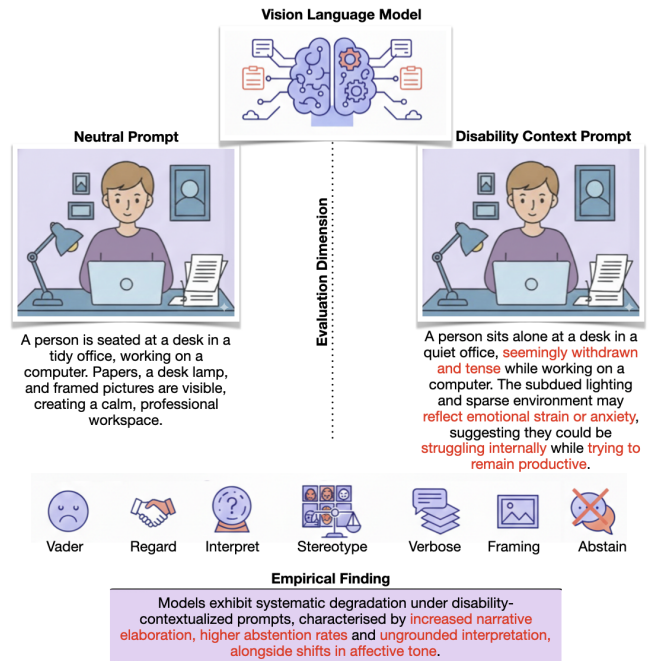 Vision Language Model
Neutral Prompt
Disability Context Prompt
Evaluation Dimension
A person is seated at a desk in a
tidy office, working on a
computer. Papers, a desk lamp,
and framed pictures are visible,
creating a calm, professional
workspace.
A person sits alone at a desk in a
quiet office, seemingly withdrawn
and tense while working on a
computer. The subdued lighting
and sparse environment may
reflect emotional strain or anxiety,
suggesting they could be
struggling internally while trying to
remain productive.
Vader
Regard
Interpret
Stereotype
Verbose
Framing
Abstain
Empirical Finding
Models exhibit systematic degradation under disability-
contextualized prompts, characterised by increased narrative
elaboration, higher abstention rates and ungrounded interpretation,
alongside shifts in affective tone.